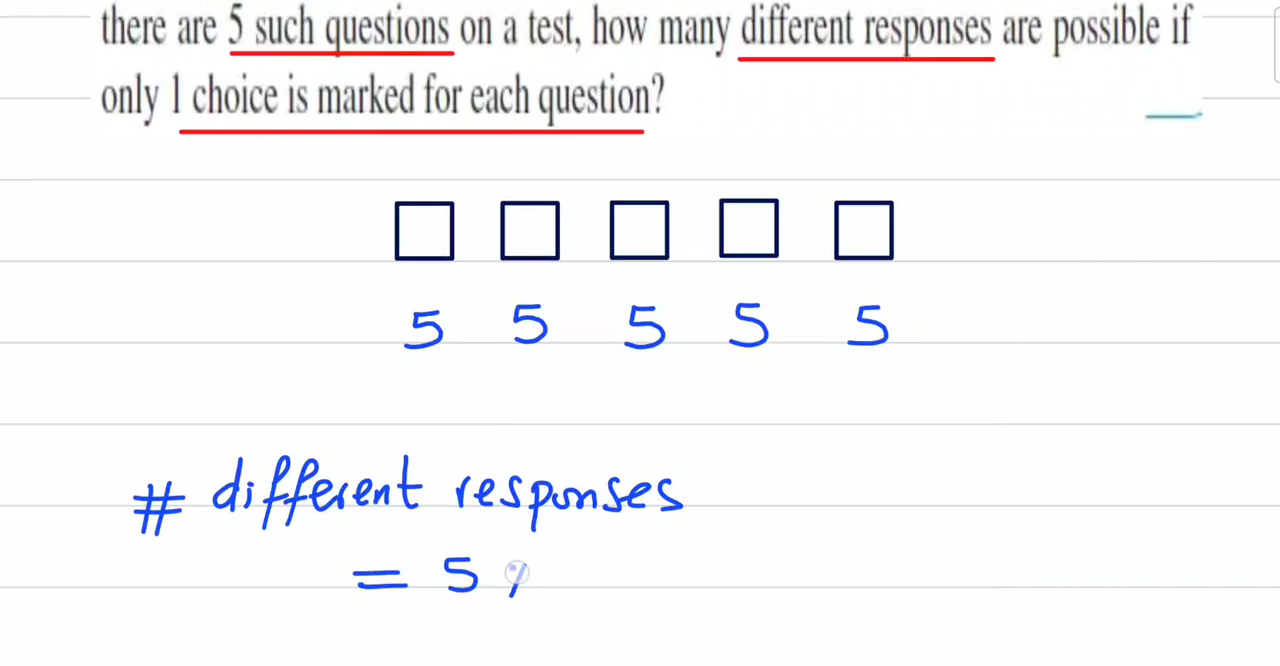 there are 5 such questions on a test, how many different responses are possible if
only 1 choice is marked for each question?
5 5 5 5 5
# different responses
= 5